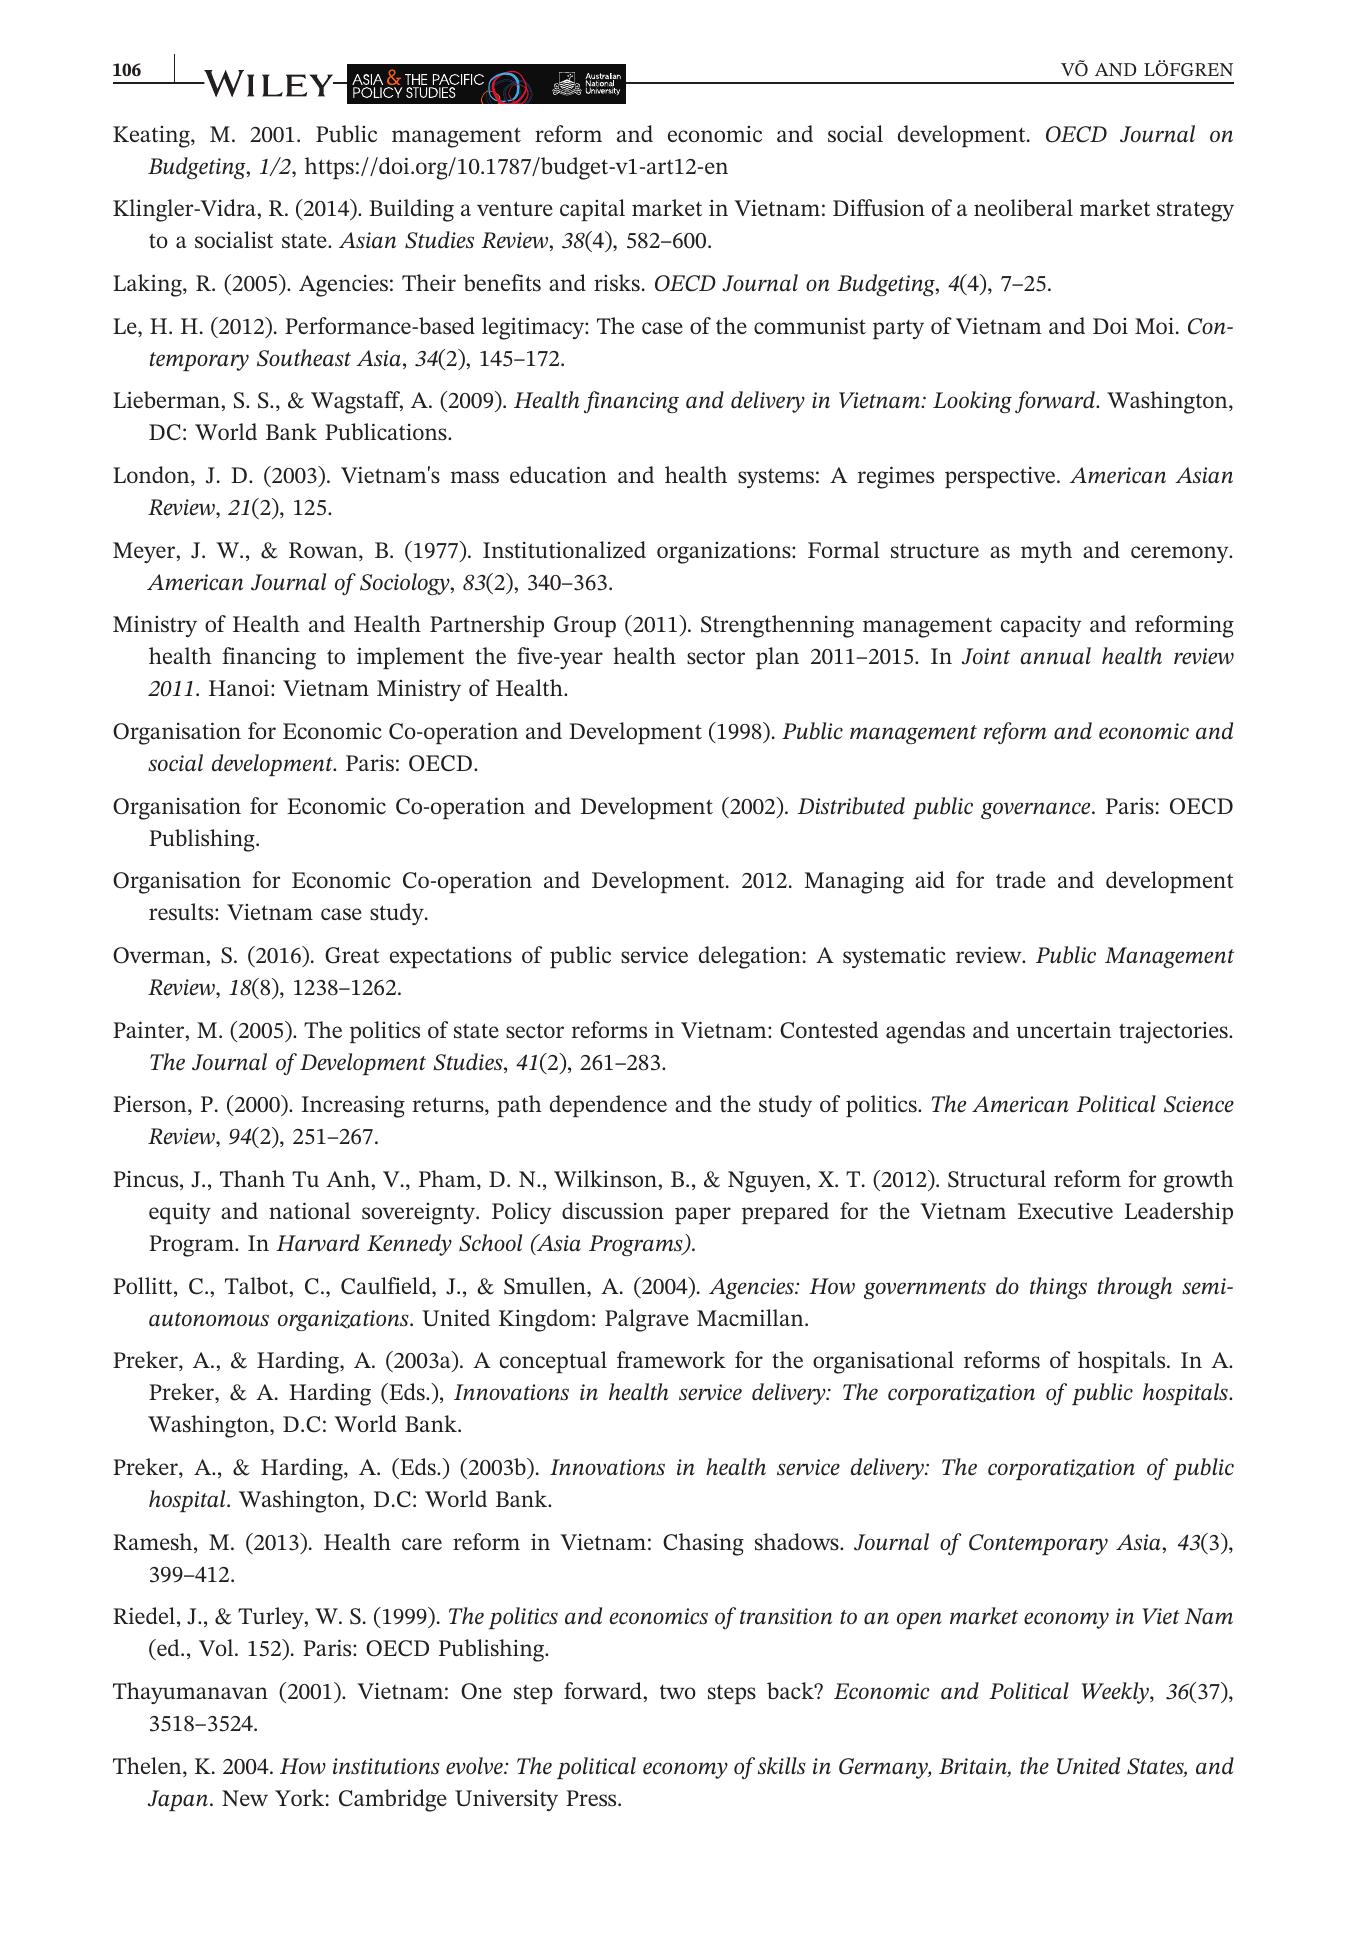 106
WILEY
ASIA & THE PACIFIC
POLICY STUDIES
Australian
National
University
VÕ AND LÖFGREN
Keating, M. 2001. Public management reform and economic and social development. OECD Journal on
Budgeting, 1/2, https://doi.org/10.1787/budget-v1-art12-en
Klingler-Vidra, R. (2014). Building a venture capital market in Vietnam: Diffusion of a neoliberal market strategy
to a socialist state. Asian Studies Review, 38(4), 582–600.
Laking, R. (2005). Agencies: Their benefits and risks. OECD Journal on Budgeting, 4(4), 7–25.
Le, H. H. (2012). Performance-based legitimacy: The case of the communist party of Vietnam and Doi Moi. Con-
temporary Southeast Asia, 34(2), 145–172.
Lieberman, S. S., & Wagstaff, A. (2009). Health financing and delivery in Vietnam: Looking forward. Washington,
DC: World Bank Publications.
London, J. D. (2003). Vietnam's mass education and health systems: A regimes perspective. American Asian
Review, 21(2), 125.
Meyer, J. W., & Rowan, B. (1977). Institutionalized organizations: Formal structure as myth and ceremony.
American Journal of Sociology, 83(2), 340–363.
Ministry of Health and Health Partnership Group (2011). Strengthenning management capacity and reforming
health financing to implement the five-year health sector plan 2011–2015. In Joint annual health review
2011. Hanoi: Vietnam Ministry of Health.
Organisation for Economic Co-operation and Development (1998). Public management reform and economic and
social development. Paris: OECD.
Organisation for Economic Co-operation and Development (2002). Distributed public governance. Paris: OECD
Publishing.
Organisation for Economic Co-operation and Development. 2012. Managing aid for trade and development
results: Vietnam case study.
Overman, S. (2016). Great expectations of public service delegation: A systematic review. Public Management
Review, 18(8), 1238–1262.
Painter, M. (2005). The politics of state sector reforms in Vietnam: Contested agendas and uncertain trajectories.
The Journal of Development Studies, 41(2), 261–283.
Pierson, P. (2000). Increasing returns, path dependence and the study of politics. The American Political Science
Review, 94(2), 251–267.
Pincus, J., Thanh Tu Anh, V., Pham, D. N., Wilkinson, B., & Nguyen, X. T. (2012). Structural reform for growth
equity and national sovereignty. Policy discussion paper prepared for the Vietnam Executive Leadership
Program. In Harvard Kennedy School (Asia Programs).
Pollitt, C., Talbot, C., Caulfield, J., & Smullen, A. (2004). Agencies: How governments do things through semi-
autonomous organizations. United Kingdom: Palgrave Macmillan.
Preker, A., & Harding, A. (2003a). A conceptual framework for the organisational reforms of hospitals. In A.
Preker, & A. Harding (Eds.), Innovations in health service delivery: The corporatization of public hospitals.
Washington, D.C: World Bank.
Preker, A., & Harding, A. (Eds.) (2003b). Innovations in health service delivery: The corporatization of public
hospital. Washington, D.C: World Bank.
Ramesh, M. (2013). Health care reform in Vietnam: Chasing shadows. Journal of Contemporary Asia, 43(3),
399–412.
Riedel, J., & Turley, W. S. (1999). The politics and economics of transition to an open market economy in Viet Nam
(ed., Vol. 152). Paris: OECD Publishing.
Thayumanavan (2001). Vietnam: One step forward, two steps back? Economic and Political Weekly, 36(37),
3518–3524.
Thelen, K. 2004. How institutions evolve: The political economy of skills in Germany, Britain, the United States, and
Japan. New York: Cambridge University Press.